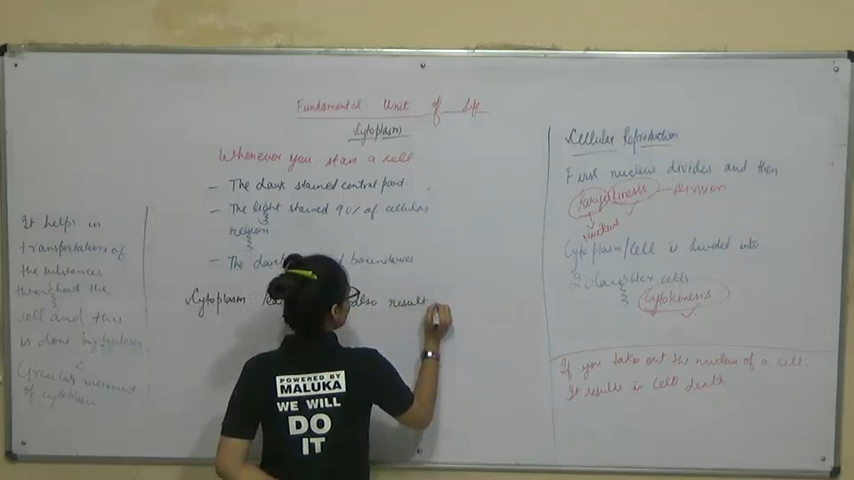 Fundamental Unit of Life
Cytoplasm
Whenever you stain a cell
- The dark stained central part.
- The light stained 90% of cellular
region
- The dark boundaries
Cytoplasm also result
It helps in
transportation of
the substances
throughout the
cell and this
is done by
Circular movement
of cytoplasm
Cellular Reproduction
First nucleus divides and then
Karyokinesis - Division
nucleus
Cytoplasm/Cell is divided into
2 daughter cells
Cytokinesis
If you take out the nucleus of a cell.
It results in Cell death
POWERED BY
MALUKA
WE WILL
DO
IT